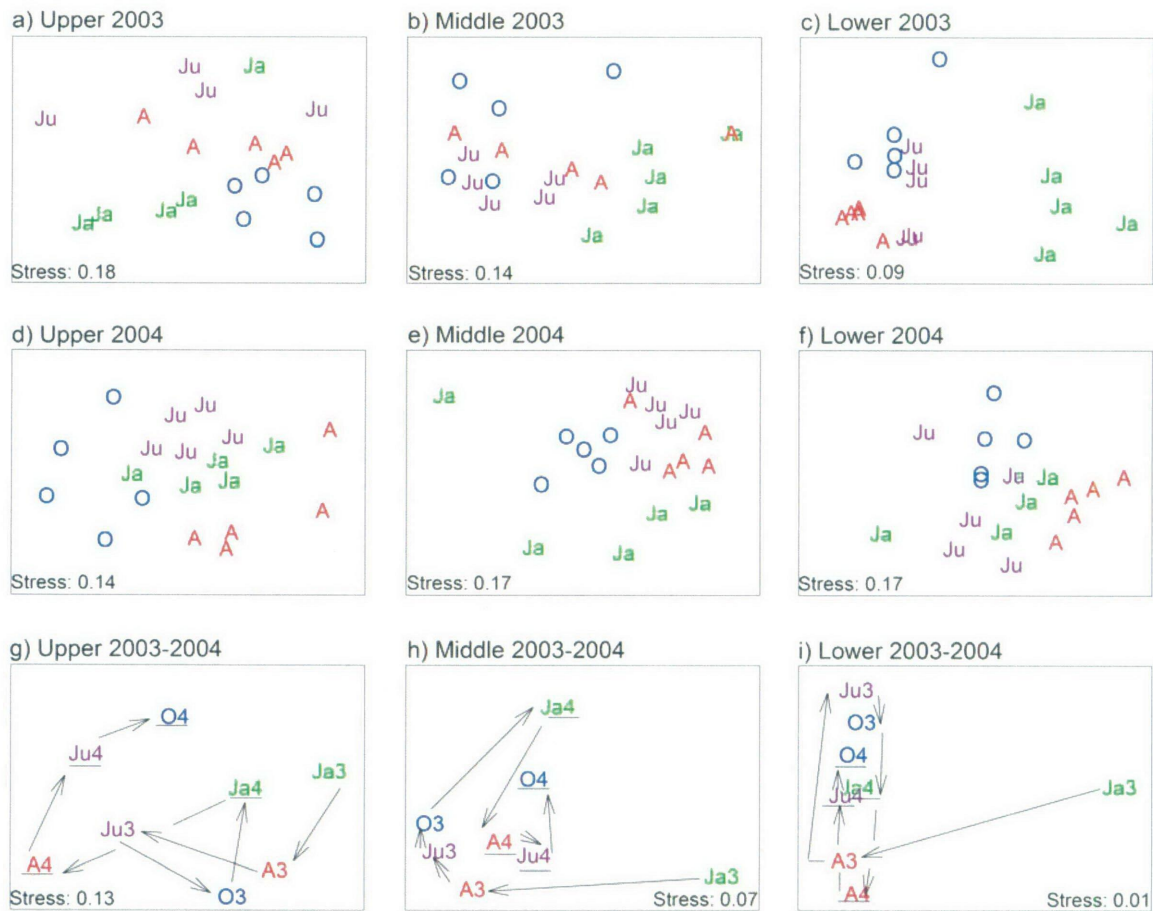 a) Upper 2003 b) Middle 2003 c) Lower 2003
Ju Ja
Ju
Ju Ju
A
A A A
A
O O O
O O
Ja Ja Ja Ja
Stress: 0.18
O O
O
A A Ja A
Ju Ja
O Ju O Ju A A Ja
Ju Ju Ja
Ja
Stress: 0.14
O
Ja
O Ju
O O Ju
O Ju Ja
A A A A Ja
A Ju Ju Ja
Ja
Stress: 0.09
d) Upper 2004 e) Middle 2004 f) Lower 2004
O Ju Ju
A
O Ju Ju Ju Ja
Ja Ja
O O Ja Ja
A
O A A
A
Stress: 0.14
Ja Ju
A Ju Ju
Ju
O O O A
O Ju A A A
O
Ja Ja
Ja Ja
Stress: 0.17
O
Ju O O
O O Ju Ja
Ja A A A
Ju A
Ja Ja
Ju A
Ju
Stress: 0.17
g) Upper 2003-2004 h) Middle 2003-2004 i) Lower 2003-2004
O4
Ju4
Ja4 Ja3
Ju3
A4 A3
O3
Stress: 0.13
Ja4
O4
O3
Ju3 A4 Ju4
A3 Ja3
Stress: 0.07
Ju3
O3
O4
Ja4 Ja3
Ju4
A3
A4
Stress: 0.01